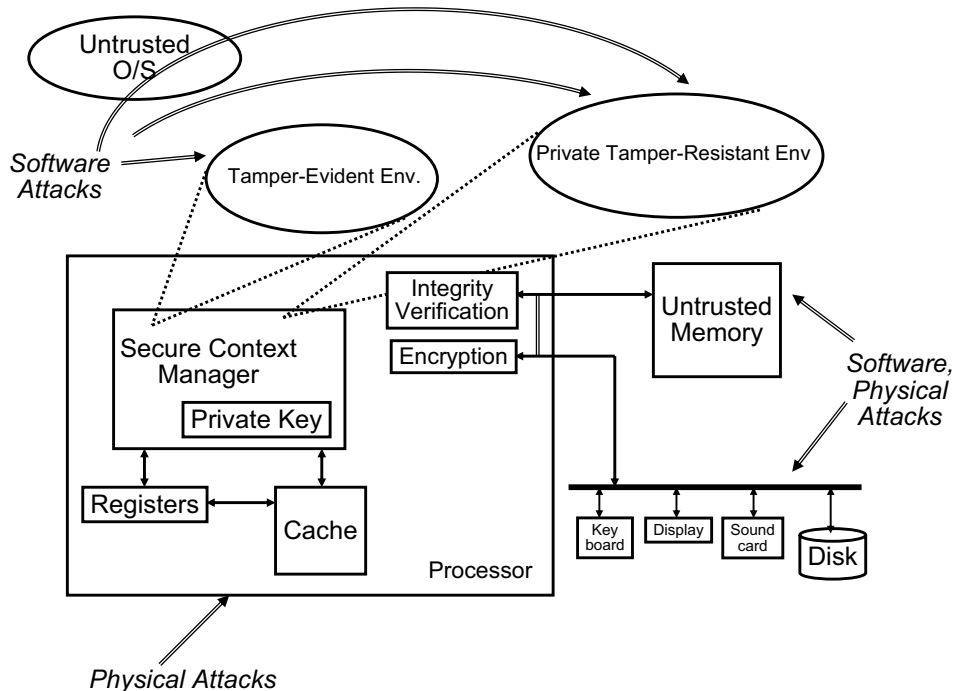 Untrusted
O/S
Software
Attacks
Tamper-Evident Env.
Private Tamper-Resistant Env
Integrity
Verification
Untrusted
Memory
Secure Context
Manager
Encryption
Private Key
Software,
Physical
Attacks
Registers
Cache
Key
board
Display
Sound
card
Disk
Processor
Physical Attacks